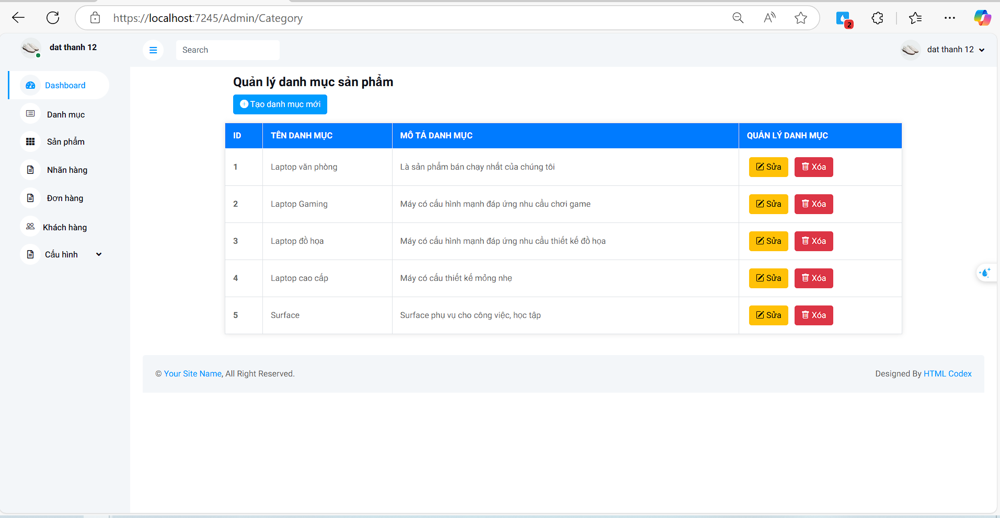 https://localhost:7245/Admin/Category
2
dat thanh 12
Search
dat thanh 12
Dashboard
Danh mục
Sản phẩm
Nhãn hàng
Đơn hàng
Khách hàng
Cấu hình
Quản lý danh mục sản phẩm
Tạo danh mục mới
ID TÊN DANH MỤC MÔ TẢ DANH MỤC QUẢN LÝ DANH MỤC
1 Laptop văn phòng Là sản phẩm bán chạy nhất của chúng tôi Sửa Xóa
2 Laptop Gaming Máy có cấu hình mạnh đáp ứng nhu cầu chơi game Sửa Xóa
3 Laptop đồ họa Máy có cấu hình mạnh đáp ứng nhu cầu thiết kế đồ họa Sửa Xóa
4 Laptop cao cấp Máy có cấu thiết kế mỏng nhẹ Sửa Xóa
5 Surface Surface phụ vụ cho công việc, học tập Sửa Xóa
© Your Site Name, All Right Reserved.
Designed By HTML Codex